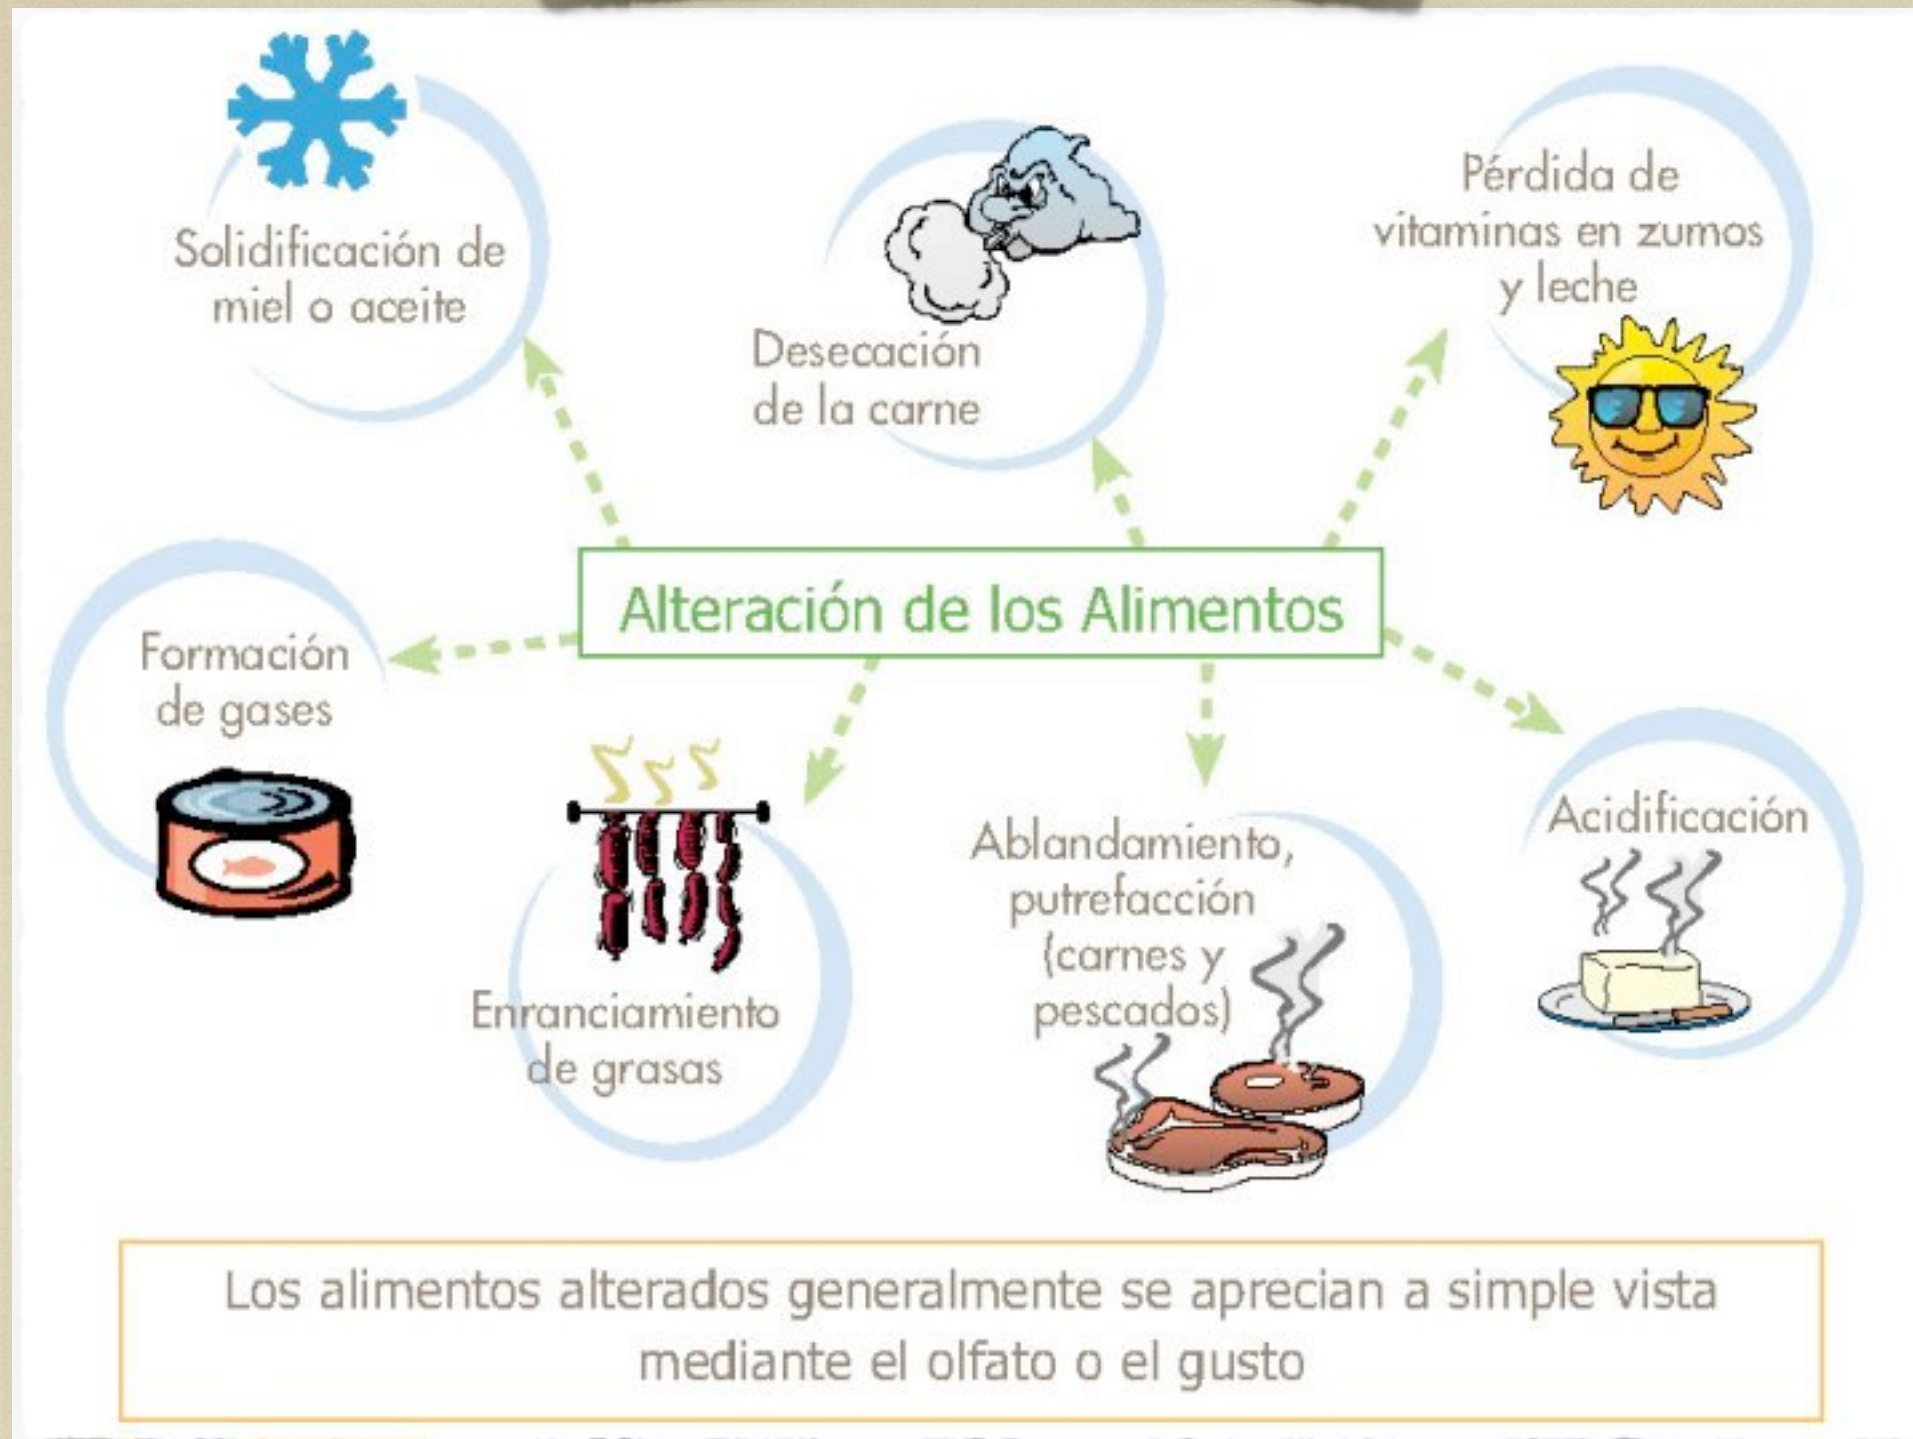 Solidificación de
miel o aceite
Desecación
de la carne
Pérdida de
vitaminas en zumos
y leche
Alteración de los Alimentos
Formación
de gases
Enranciamiento
de grasas
Ablandamiento,
putrefacción
(carnes y
pescados)
Acidificación
Los alimentos alterados generalmente se aprecian a simple vista
mediante el olfato o el gusto